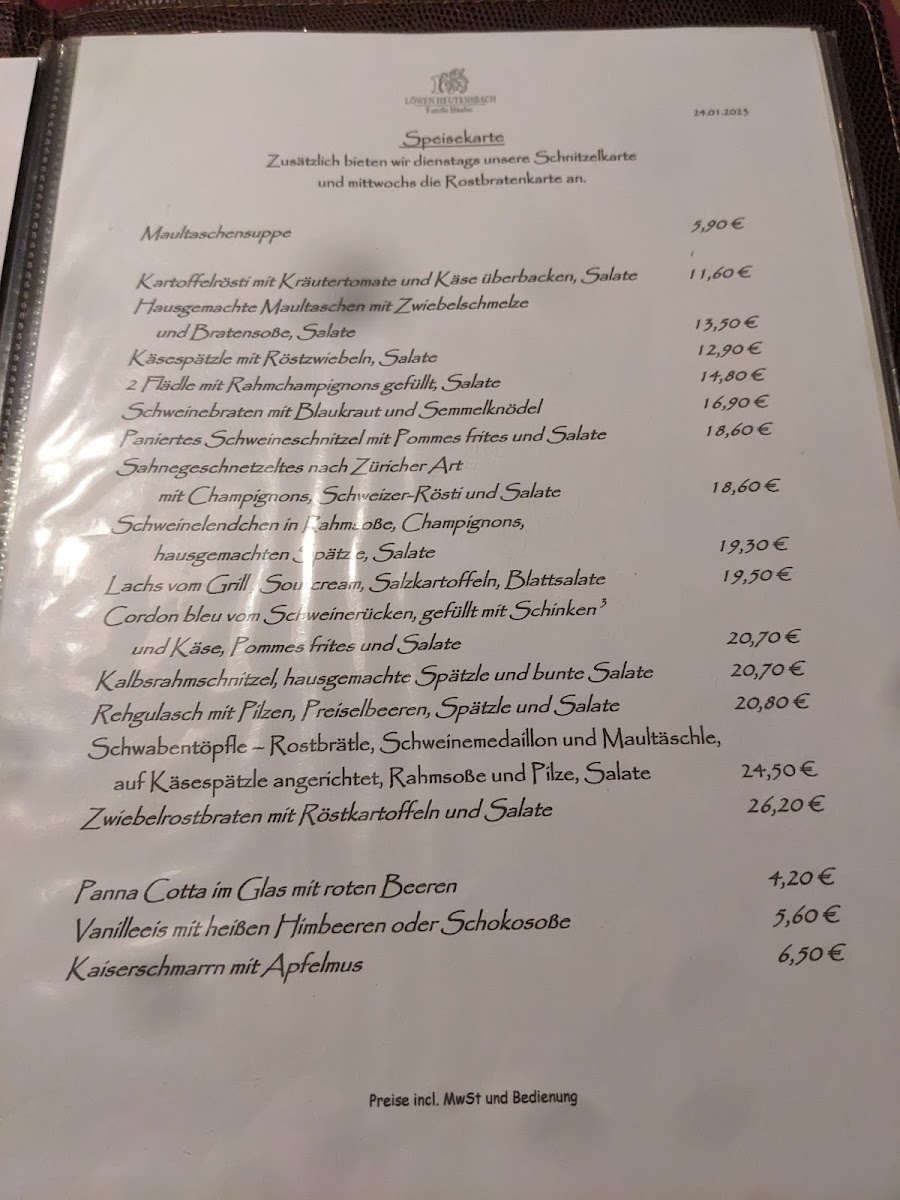 LÖWEN HEUTENSBACH
24.01.2023
Speisekarte
Zusätzlich bieten wir dienstags unsere Schnitzelkarte
und mittwochs die Rostbratenkarte an.
Maultaschensuppe 5,90 €
Kartoffelrösti mit Kräutertomate und Käse überbacken, Salate 11,60 €
Hausgemachte Maultaschen mit Zwiebelschmelze
und Bratensoße, Salate 13,50 €
Käsespätzle mit Röstzwiebeln, Salate 12,90 €
2 Flädle mit Rahmchampignons gefüllt, Salate 14,80 €
Schweinebraten mit Blaukraut und Semmelknödel 16,90 €
Paniertes Schweineschnitzel mit Pommes frites und Salate 18,60 €
Sahnegeschnetzeltes nach Züricher Art
mit Champignons, Schweizer-Rösti und Salate 18,60 €
Schweinelendchen in Rahmsoße, Champignons,
hausgemachten Spätzle, Salate 19,30 €
Lachs vom Grill, Sourcream, Salzkartoffeln, Blattsalate 19,50 €
Cordon bleu vom Schweinerücken, gefüllt mit Schinken ³
und Käse, Pommes frites und Salate 20,70 €
Kalbsrahmschnitzel, hausgemachte Spätzle und bunte Salate 20,70 €
Rehgulasch mit Pilzen, Preiselbeeren, Spätzle und Salate 20,80 €
Schwabentöpfle – Rostbrätle, Schweinemedaillon und Maultäschle,
auf Käsespätzle angerichtet, Rahmsoße und Pilze, Salate 24,50 €
Zwiebelrostbraten mit Röstkartoffeln und Salate 26,20 €
Panna Cotta im Glas mit roten Beeren 4,20 €
Vanilleeis mit heißen Himbeeren oder Schokosoße 5,60 €
Kaiserschmarrn mit Apfelmus 6,50 €
Preise incl. MwSt und Bedienung